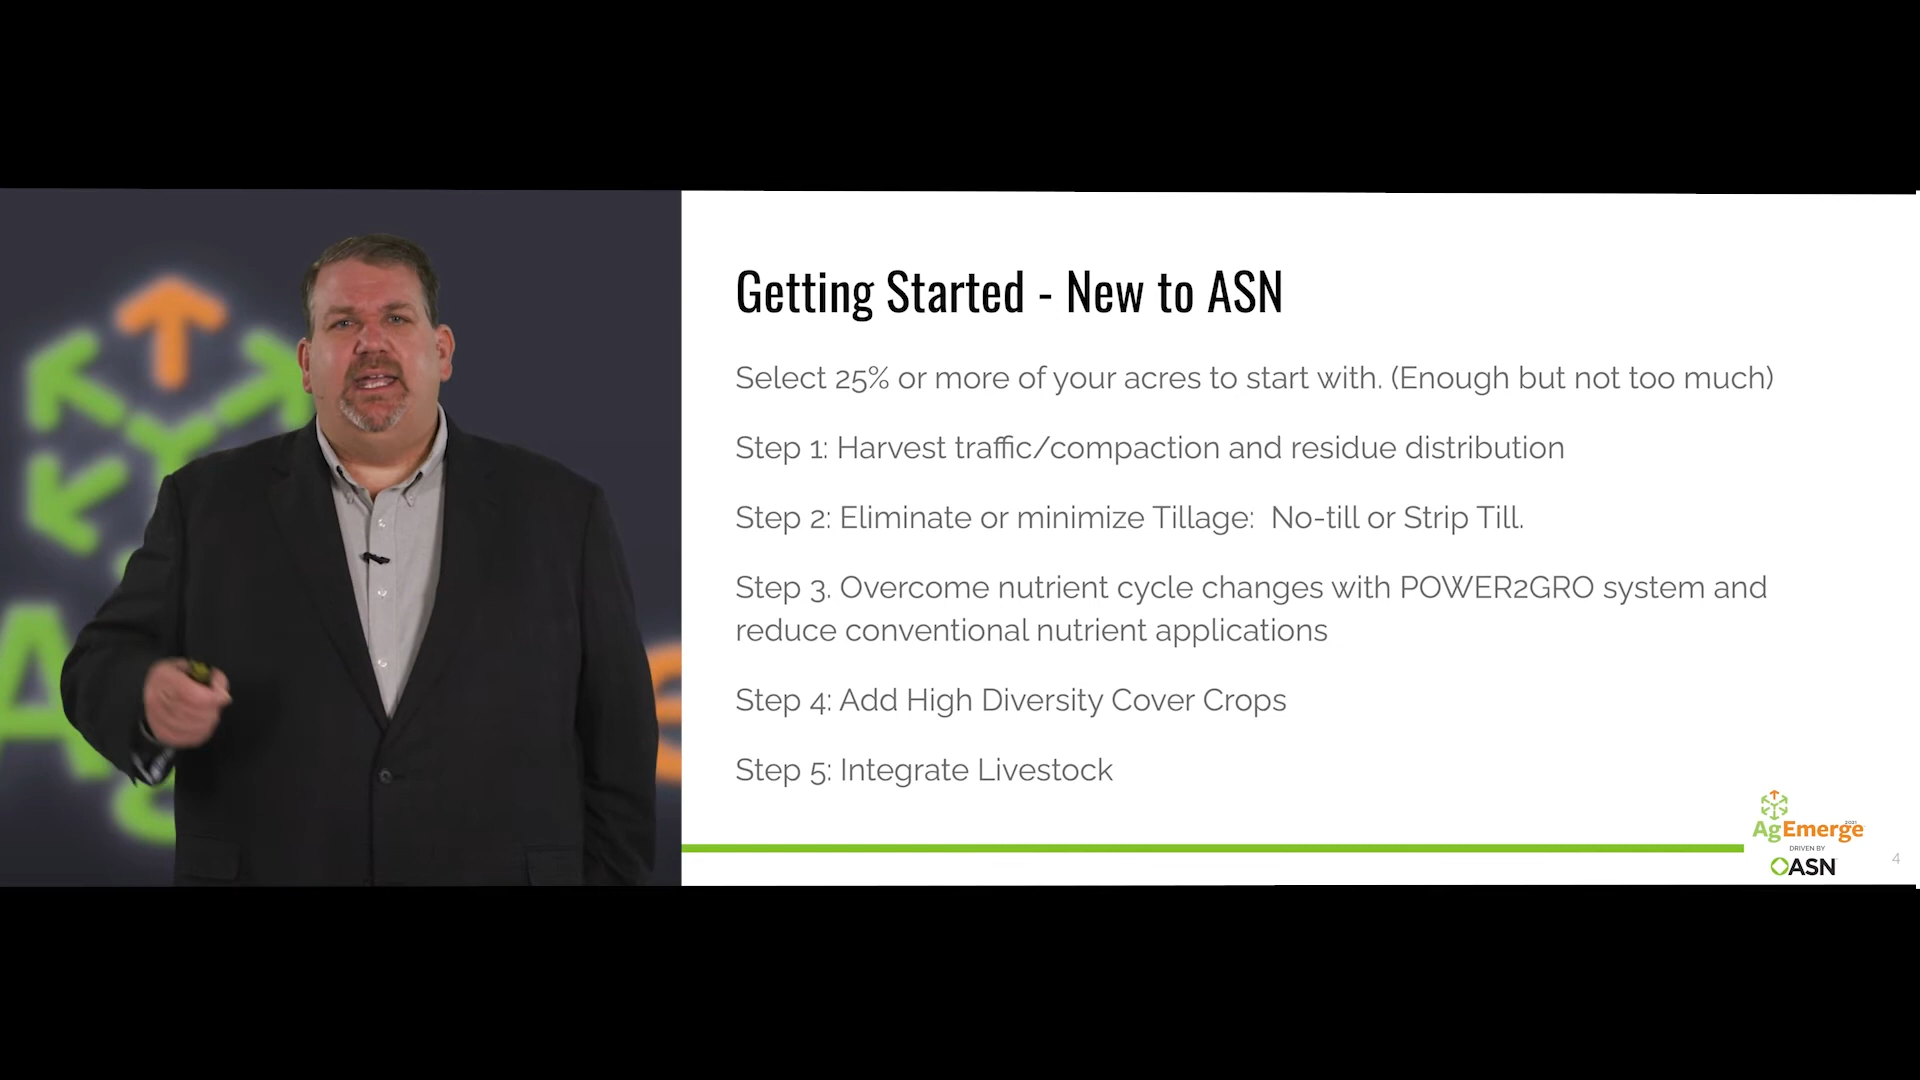 Getting Started - New to ASN
Select 25% or more of your acres to start with. (Enough but not too much)
Step 1: Harvest traffic/compaction and residue distribution
Step 2: Eliminate or minimize Tillage:  No-till or Strip Till.
Step 3. Overcome nutrient cycle changes with POWER2GRO system and
reduce conventional nutrient applications
Step 4: Add High Diversity Cover Crops
Step 5: Integrate Livestock
2021
AgEmerge
DRIVEN BY
ASN
4